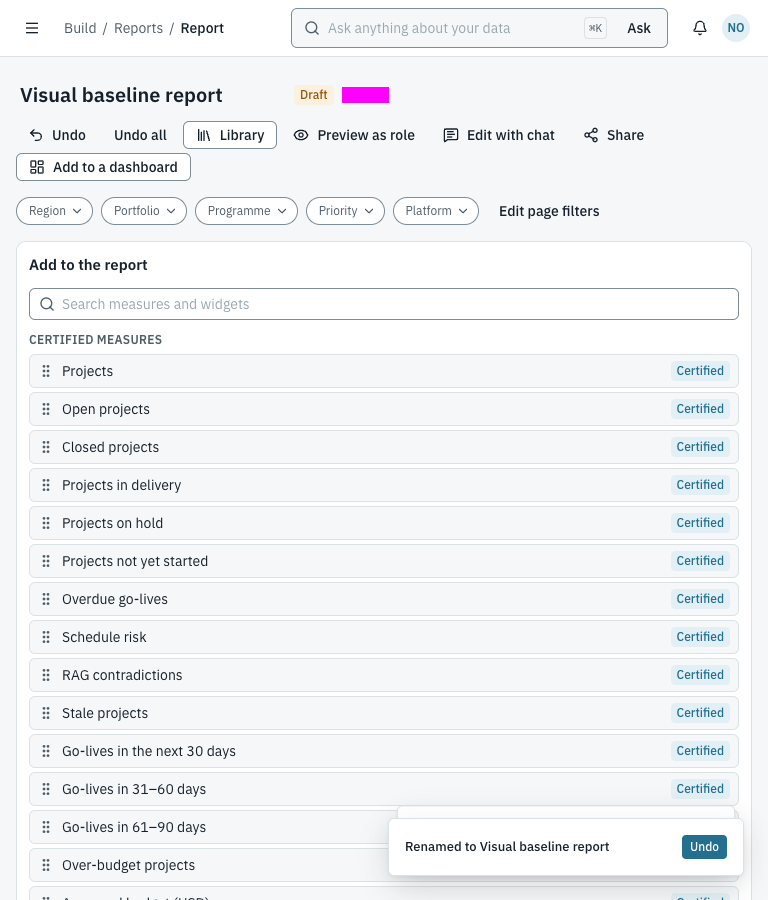 Build / Reports / Report
Ask anything about your data ⌘K Ask
NO
Visual baseline report Draft
Undo Undo all Library Preview as role Edit with chat Share
Add to a dashboard
Region Portfolio Programme Priority Platform Edit page filters
Add to the report
Search measures and widgets
CERTIFIED MEASURES
Projects Certified
Open projects Certified
Closed projects Certified
Projects in delivery Certified
Projects on hold Certified
Projects not yet started Certified
Overdue go-lives Certified
Schedule risk Certified
RAG contradictions Certified
Stale projects Certified
Go-lives in the next 30 days Certified
Go-lives in 31–60 days Certified
Go-lives in 61–90 days
Renamed to Visual baseline report Undo
Over-budget projects